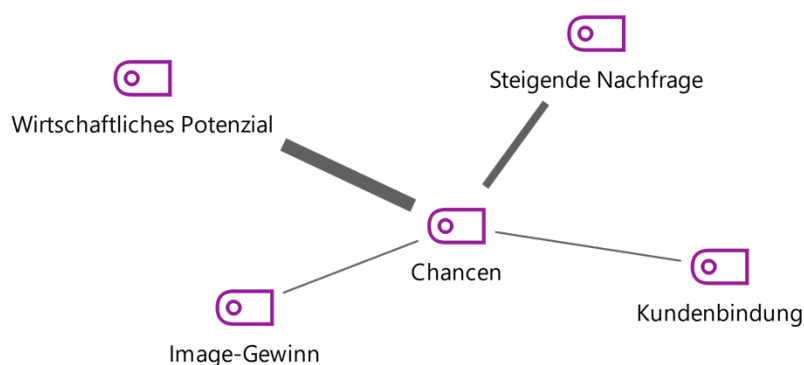 Steigende Nachfrage
Wirtschaftliches Potenzial
Chancen
Kundenbindung
Image-Gewinn